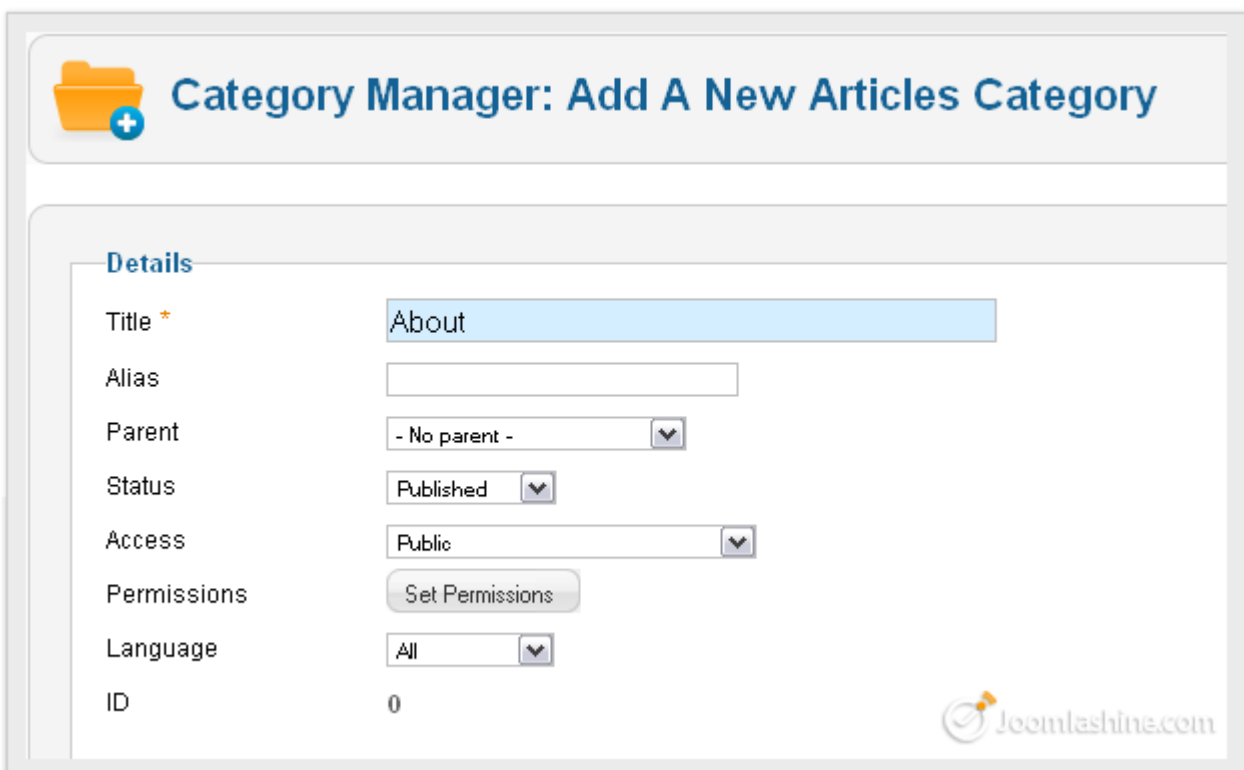 Category Manager: Add A New Articles Category
Details
Title *
About
Alias
Parent
- No parent -
Status
Published
Access
Public
Permissions
Set Permissions
Language
All
ID
0
Joomlashine.com